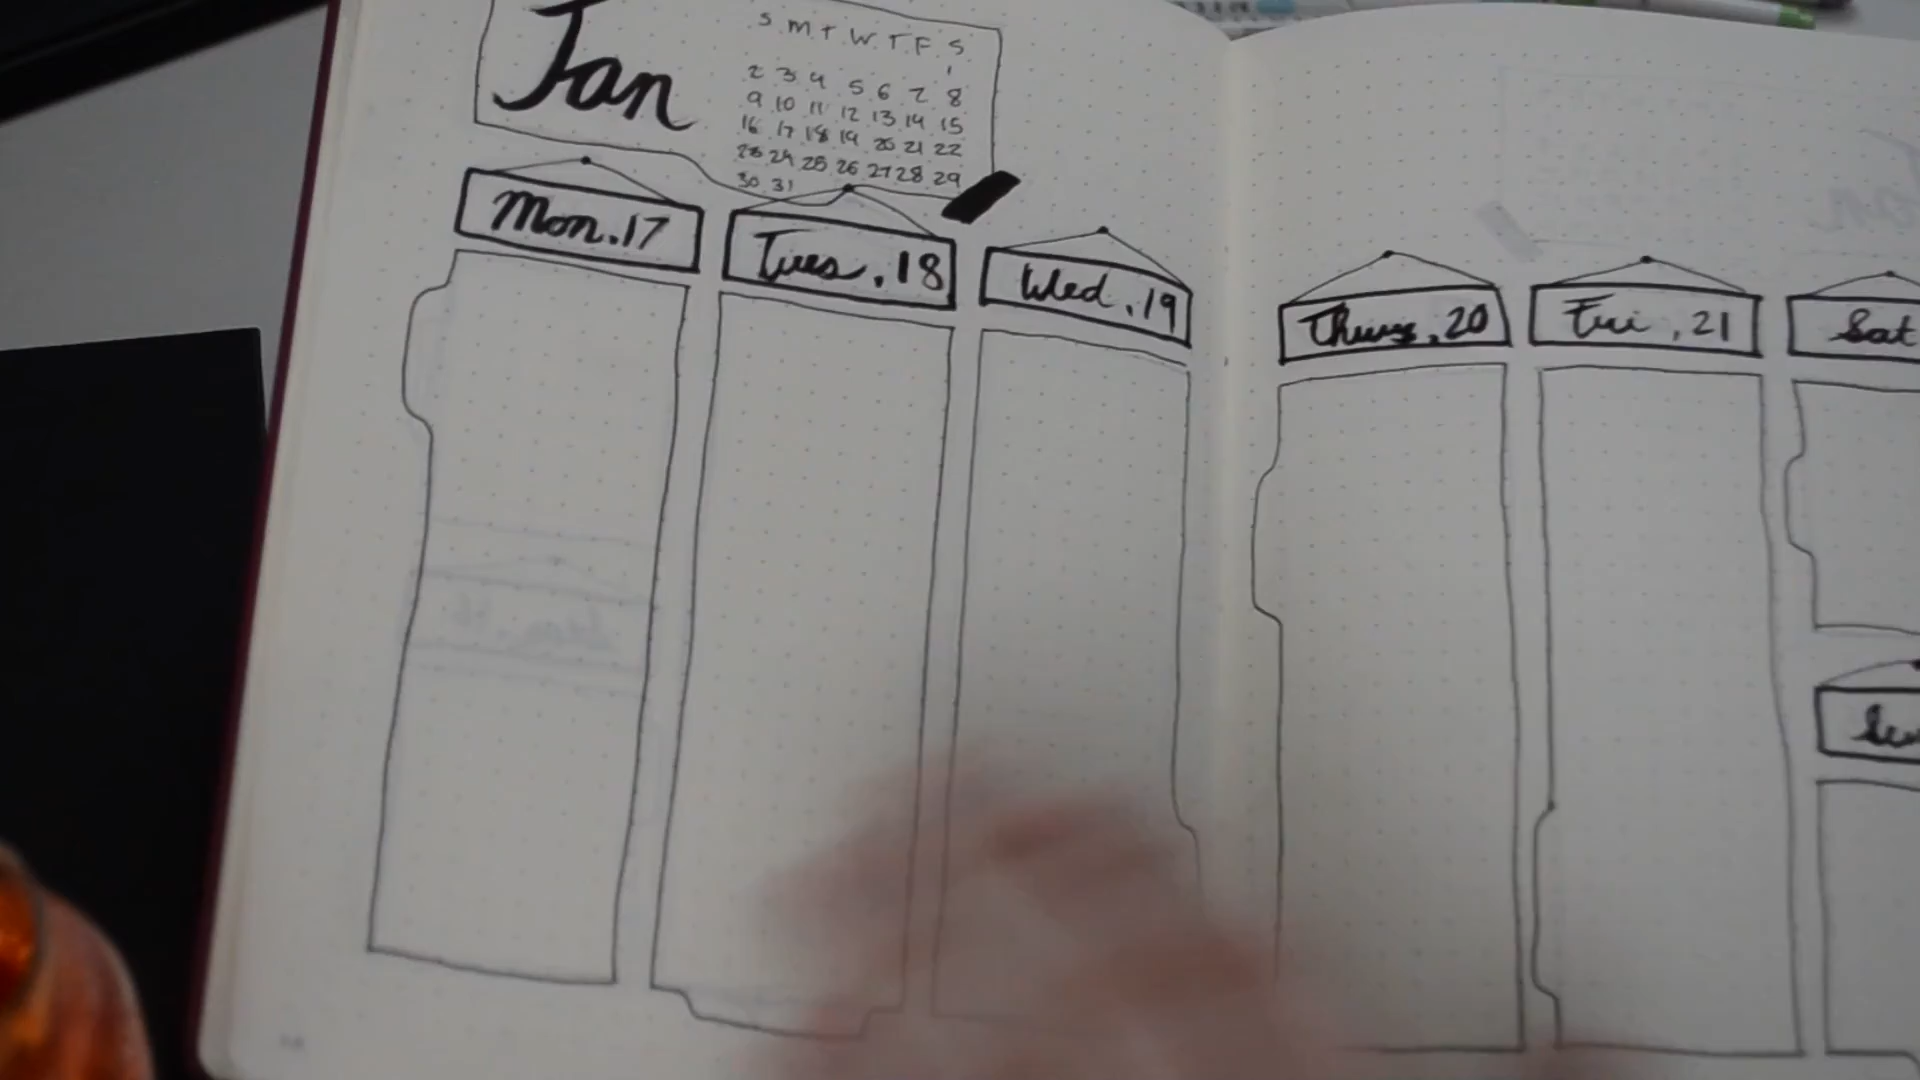 Jan
S M T W T F S
1
2 3 4 5 6 7 8
9 10 11 12 13 14 15
16 17 18 19 20 21 22
23 24 25 26 27 28 29
30 31
Mon.17
Tues.18
Wed.19
Thurs.20
Fri.21
Sat